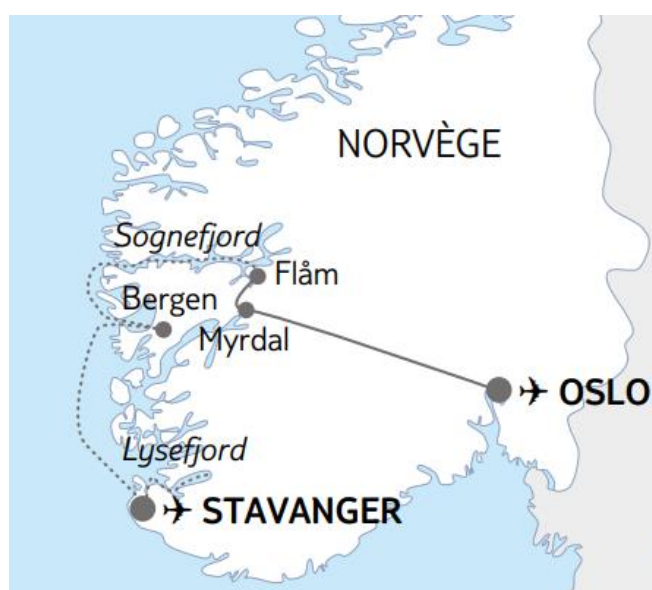 NORVÈGE
Sognefjord
Flåm
Bergen
Myrdal
OSLO
Lysefjord
STAVANGER